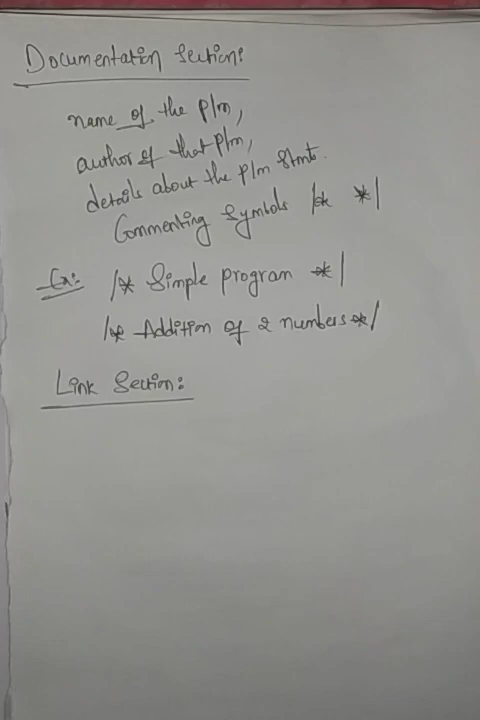 Documentation Section:
name of the P/m,
author of that P/m,
details about the P/m Stmts.
Commenting Symbols /* */
Ex: /* Simple program */
/* Addition of 2 numbers */
Link Section: